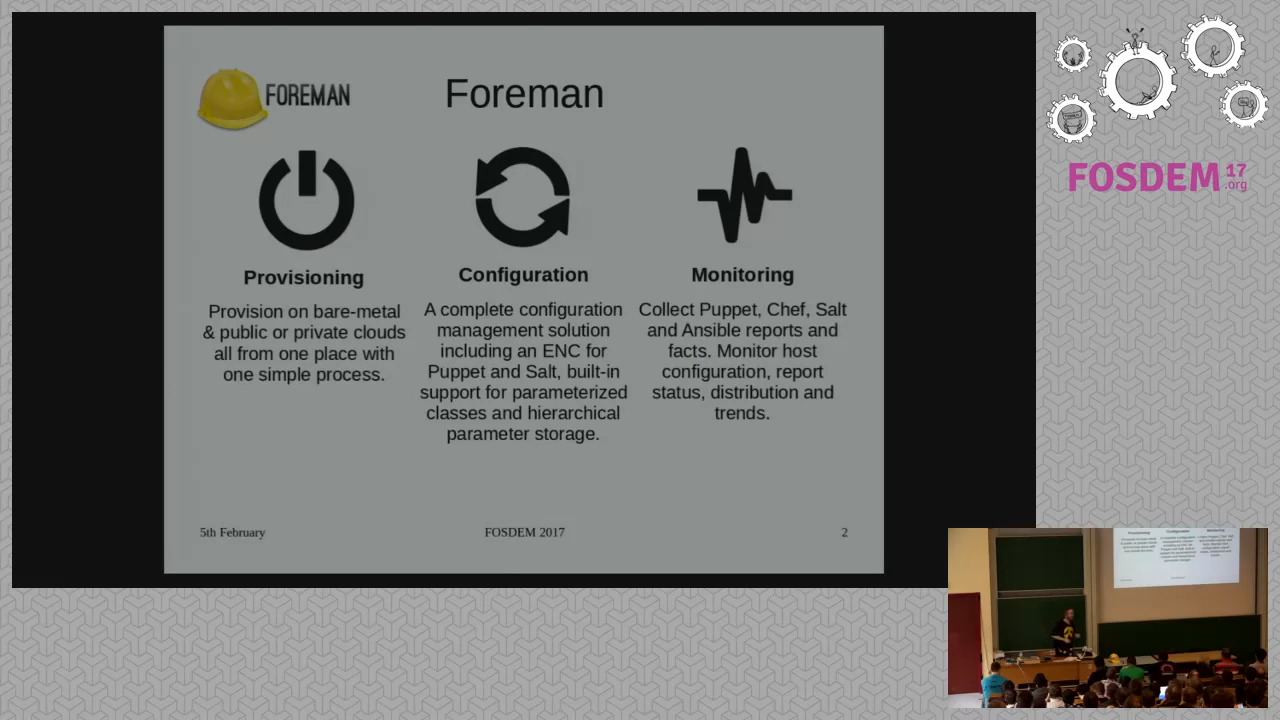 FOREMAN
Foreman
Provisioning
Provision on bare-metal
& public or private clouds
all from one place with
one simple process.
Configuration
A complete configuration
management solution
including an ENC for
Puppet and Salt, built-in
support for parameterized
classes and hierarchical
parameter storage.
Monitoring
Collect Puppet, Chef, Salt
and Ansible reports and
facts. Monitor host
configuration, report
status, distribution and
trends.
5th February
FOSDEM 2017
2
FOSDEM 17
.org
Provisioning
Configuration
Monitoring